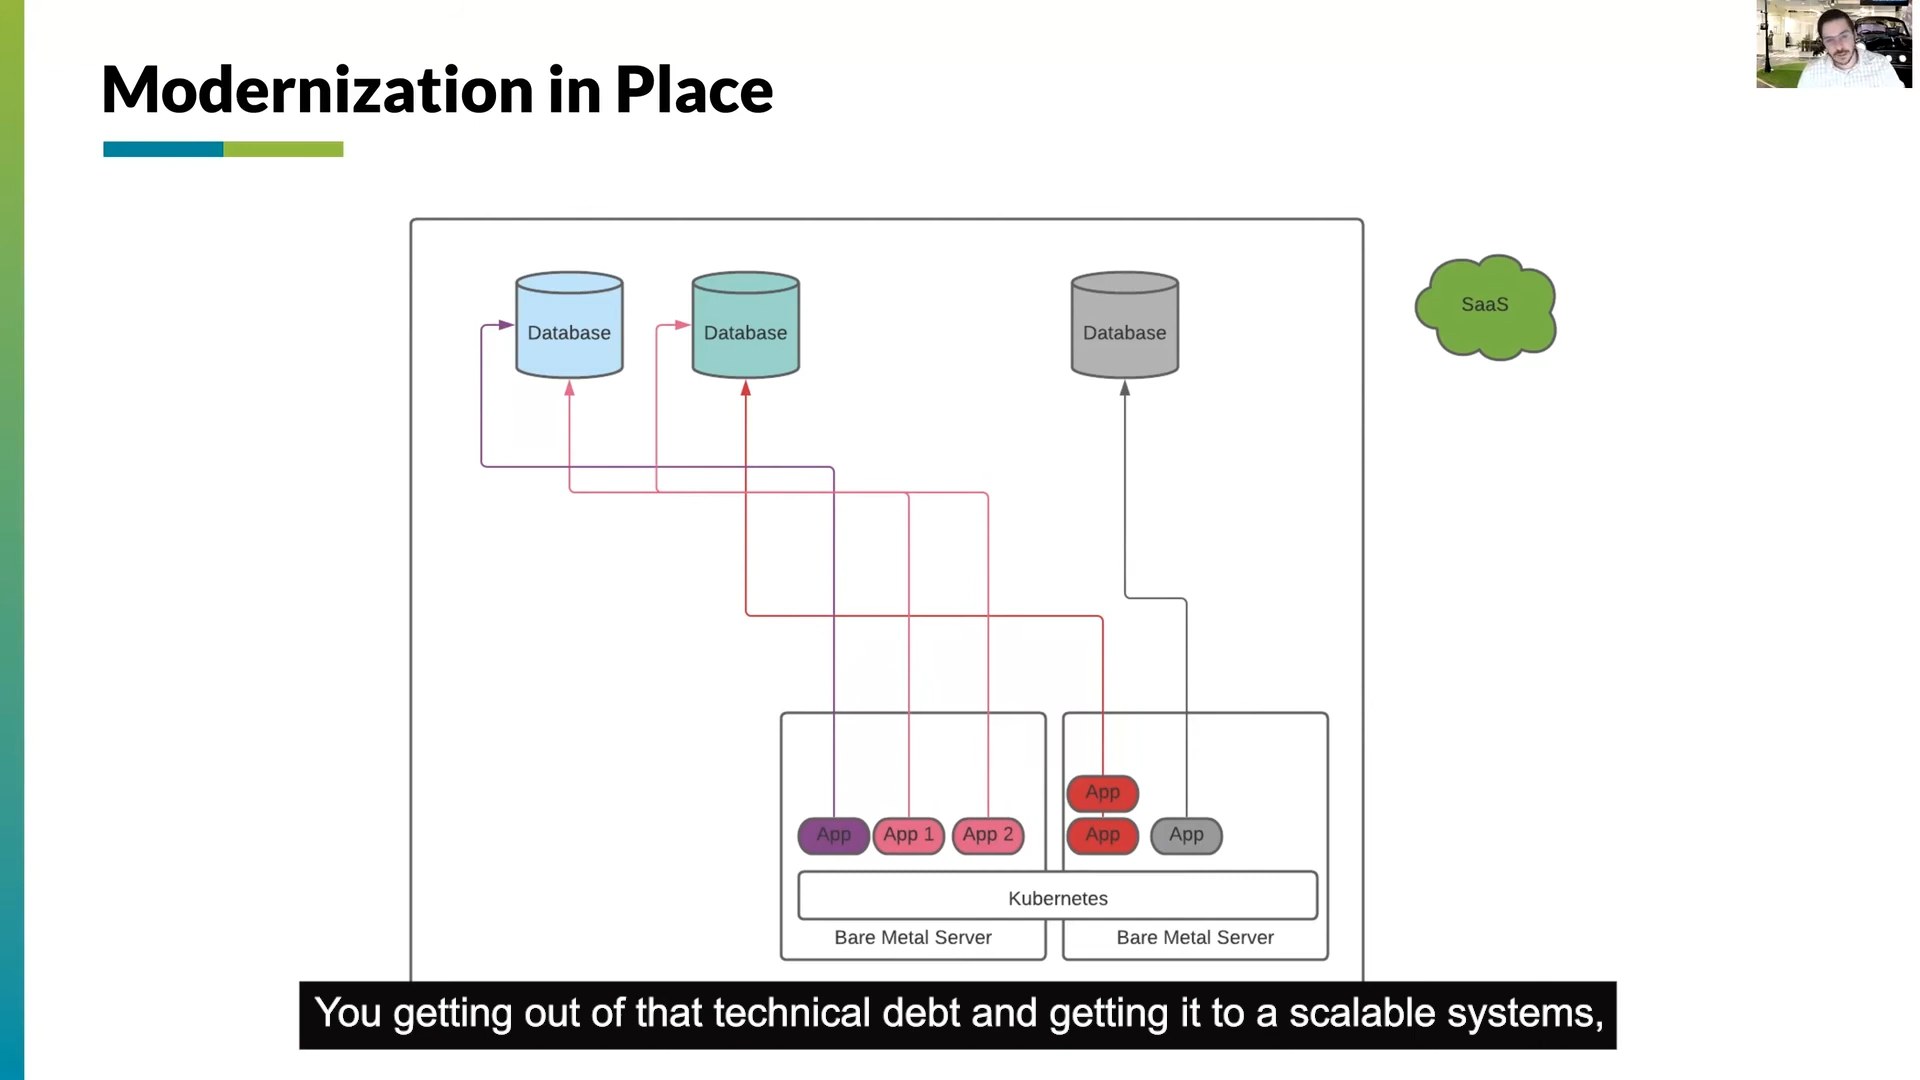 Modernization in Place
Database
Database
Database
SaaS
App
App
App 1
App 2
App
App
Kubernetes
Bare Metal Server
Bare Metal Server
You getting out of that technical debt and getting it to a scalable systems,